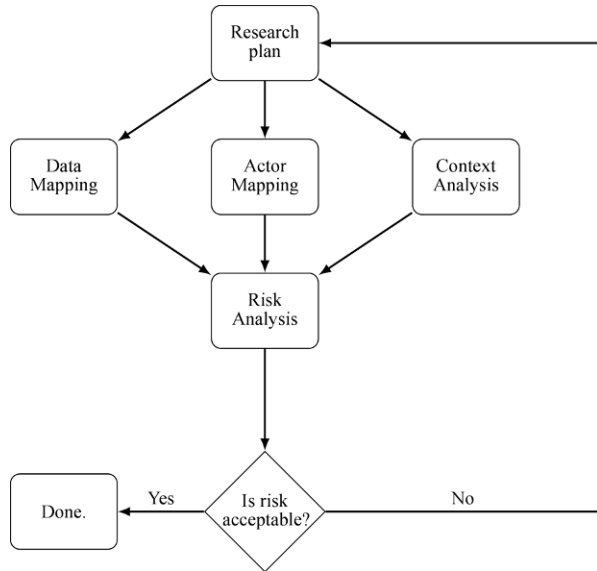 Research
plan
Data
Mapping
Actor
Mapping
Context
Analysis
Risk
Analysis
Is risk
acceptable?
Yes
No
Done.